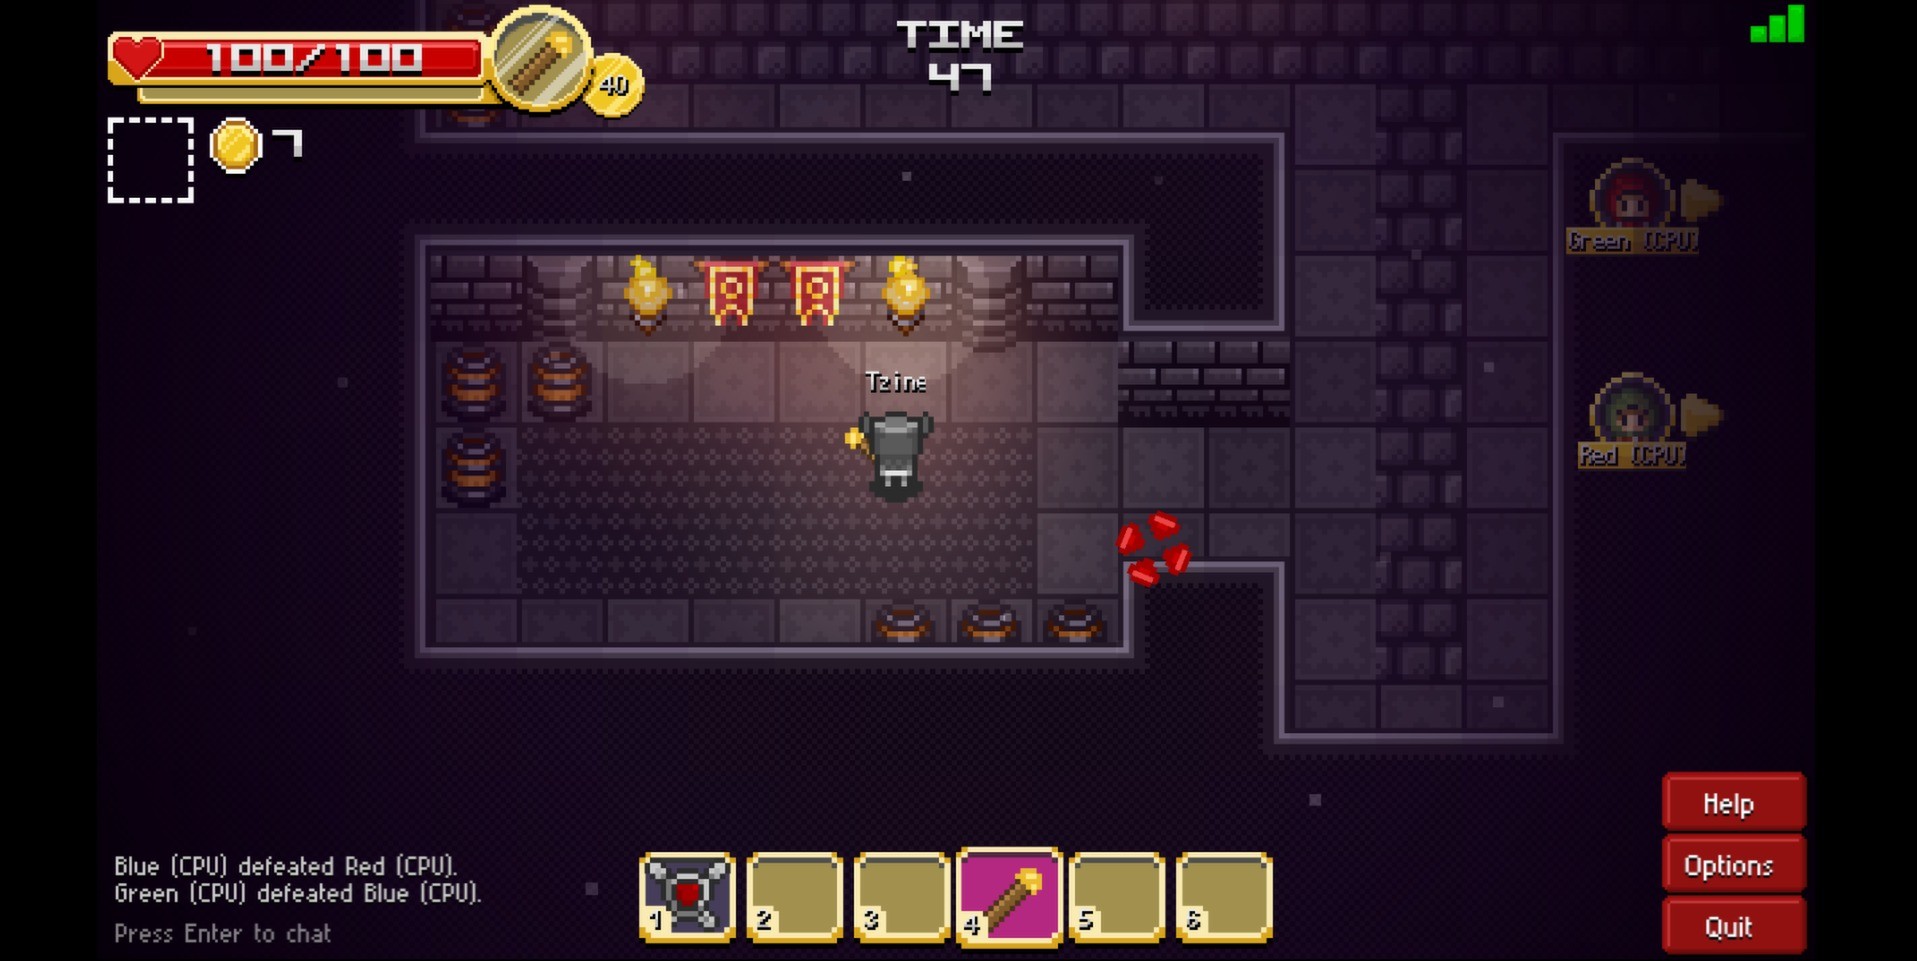 100/100
40
TIME
47
7
Green (CPU)
Tzine
Red (CPU)
Help
Options
Quit
Blue (CPU) defeated Red (CPU).
Green (CPU) defeated Blue (CPU).
Press Enter to chat
1
2
3
4
5
6